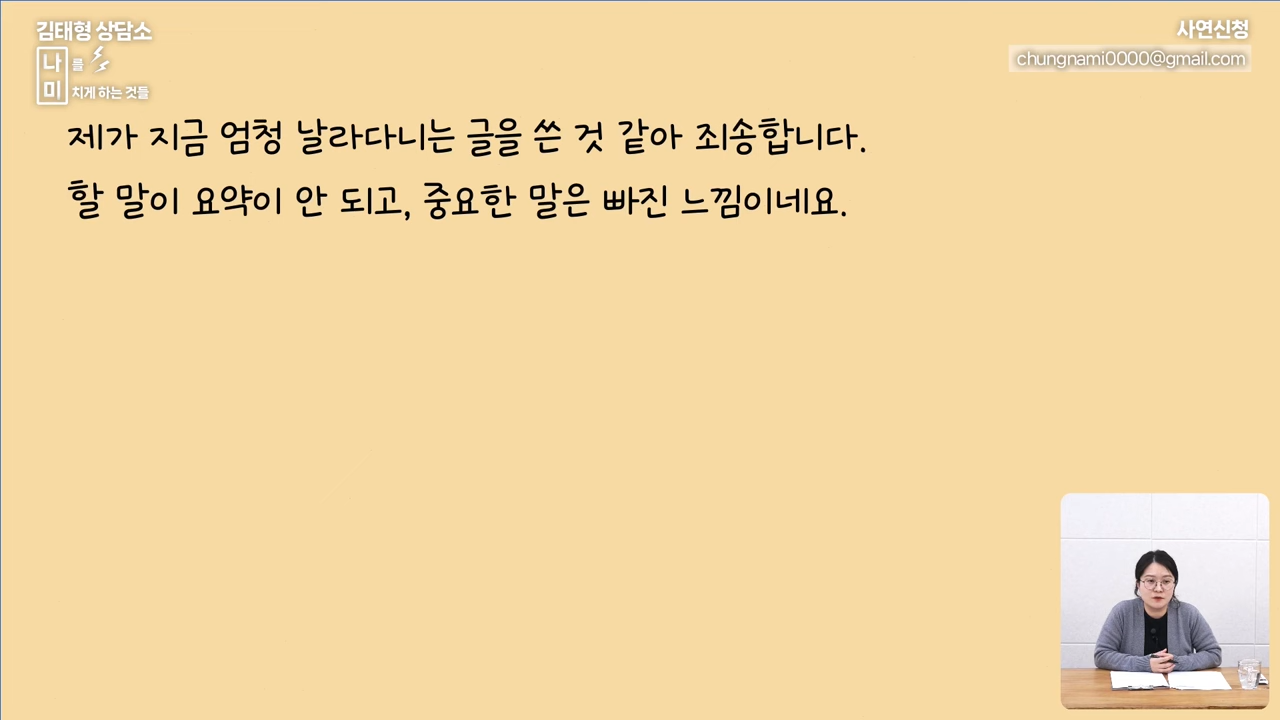 김태형 상담소
나를
미치게 하는 것들
사연신청
chungnami0000@gmail.com
제가 지금 엄청 날라다니는 글을 쓴 것 같아 죄송합니다.
할 말이 요약이 안 되고, 중요한 말은 빠진 느낌이네요.